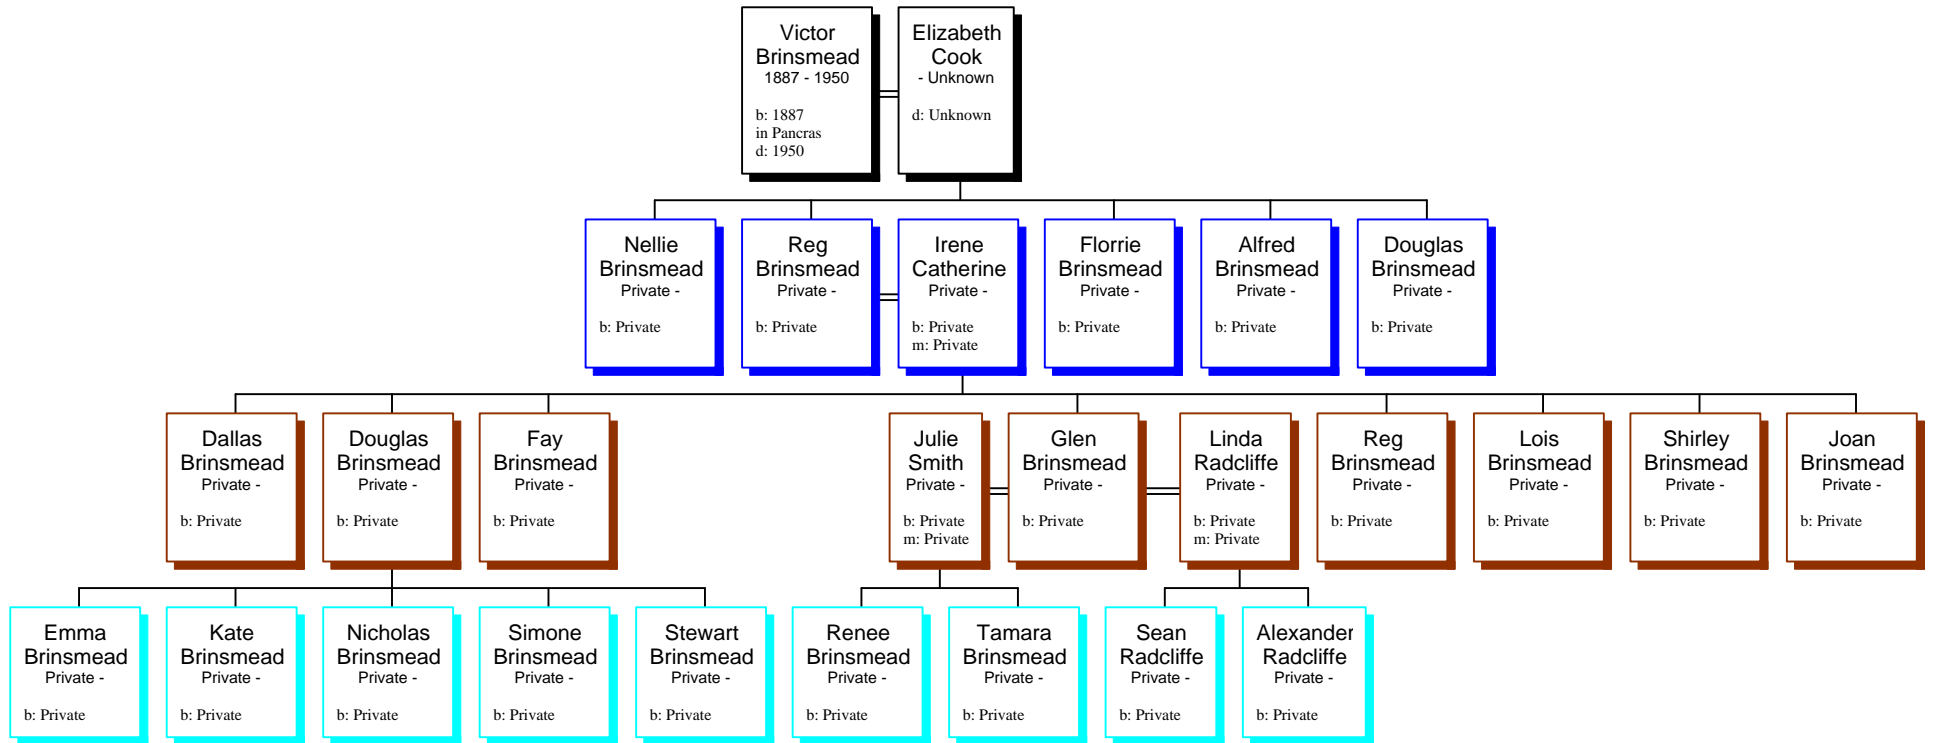 Victor
Brinsmead
1887 - 1950
b: 1887
in Pancras
d: 1950
Elizabeth
Cook
- Unknown
d: Unknown
Nellie
Brinsmead
Private -
b: Private
Reg
Brinsmead
Private -
b: Private
Irene
Catherine
Private -
b: Private
m: Private
Florrie
Brinsmead
Private -
b: Private
Alfred
Brinsmead
Private -
b: Private
Douglas
Brinsmead
Private -
b: Private
Dallas
Brinsmead
Private -
b: Private
Douglas
Brinsmead
Private -
b: Private
Fay
Brinsmead
Private -
b: Private
Julie
Smith
Private -
b: Private
m: Private
Glen
Brinsmead
Private -
b: Private
Linda
Radcliffe
Private -
b: Private
m: Private
Reg
Brinsmead
Private -
b: Private
Lois
Brinsmead
Private -
b: Private
Shirley
Brinsmead
Private -
b: Private
Joan
Brinsmead
Private -
b: Private
Emma
Brinsmead
Private -
b: Private
Kate
Brinsmead
Private -
b: Private
Nicholas
Brinsmead
Private -
b: Private
Simone
Brinsmead
Private -
b: Private
Stewart
Brinsmead
Private -
b: Private
Renee
Brinsmead
Private -
b: Private
Tamara
Brinsmead
Private -
b: Private
Sean
Radcliffe
Private -
b: Private
Alexander
Radcliffe
Private -
b: Private